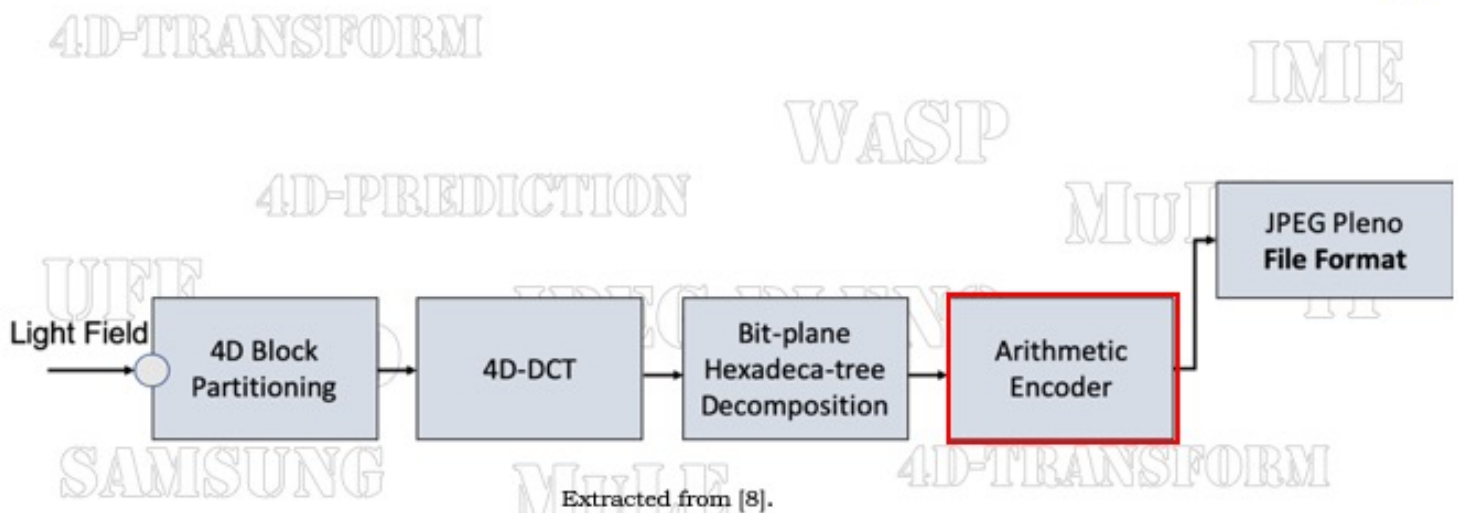 4D-TRANSFORM
IME
WASP
4D-PREDICTION
JPEG Pleno
File Format
UFF
Light Field
4D Block
Partitioning
4D-DCT
Bit-plane
Hexadeca-tree
Decomposition
Arithmetic
Encoder
SAMSUNG
MULE
4D-TRANSFORM
Extracted from [8].